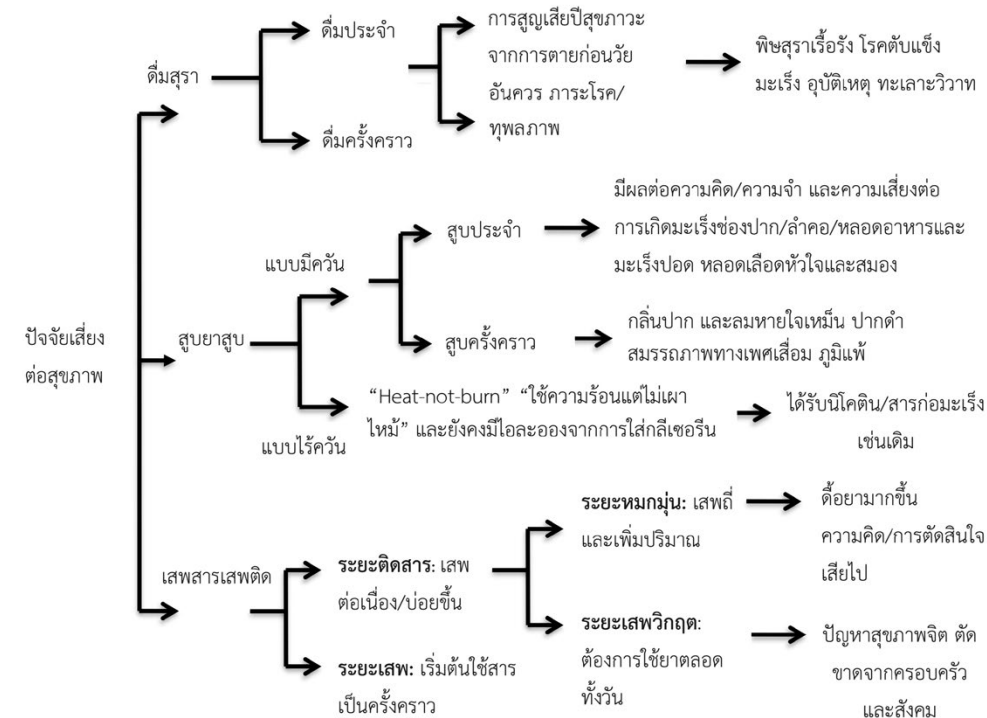 ปัจจัยเสี่ยง
ต่อสุขภาพ
ดื่มสุรา
ดื่มประจำ
ดื่มครั้งคราว
การสูญเสียปีสุขภาวะ
จากการตายก่อนวัย
อันควร ภาระโรค/
ทุพลภาพ
พิษสุราเรื้อรัง โรคตับแข็ง
มะเร็ง อุบัติเหตุ ทะเลาะวิวาท
สูบยาสูบ
แบบมีควัน
สูบประจำ
มีผลต่อความคิด/ความจำ และความเสี่ยงต่อ
การเกิดมะเร็งช่องปาก/ลำคอ/หลอดอาหารและ
มะเร็งปอด หลอดเลือดหัวใจและสมอง
สูบครั้งคราว
กลิ่นปาก และลมหายใจเหม็น ปากดำ
สมรรถภาพทางเพศเสื่อม ภูมิแพ้
แบบไร้ควัน
“Heat-not-burn” “ใช้ความร้อนแต่ไม่เผา
ไหม้” และยังคงมีไอละอองจากการใส่กลีเซอรีน
ได้รับนิโคติน/สารก่อมะเร็ง
เช่นเดิม
เสพสารเสพติด
ระยะติดสาร: เสพ
ต่อเนื่อง/บ่อยขึ้น
ระยะหมกมุ่น: เสพถี่
และเพิ่มปริมาณ
ดื้อยามากขึ้น
ความคิด/การตัดสินใจ
เสียไป
ระยะเสพวิกฤต:
ต้องการใช้ยาตลอด
ทั้งวัน
ปัญหาสุขภาพจิต ตัด
ขาดจากครอบครัว
และสังคม
ระยะเสพ: เริ่มต้นใช้สาร
เป็นครั้งคราว